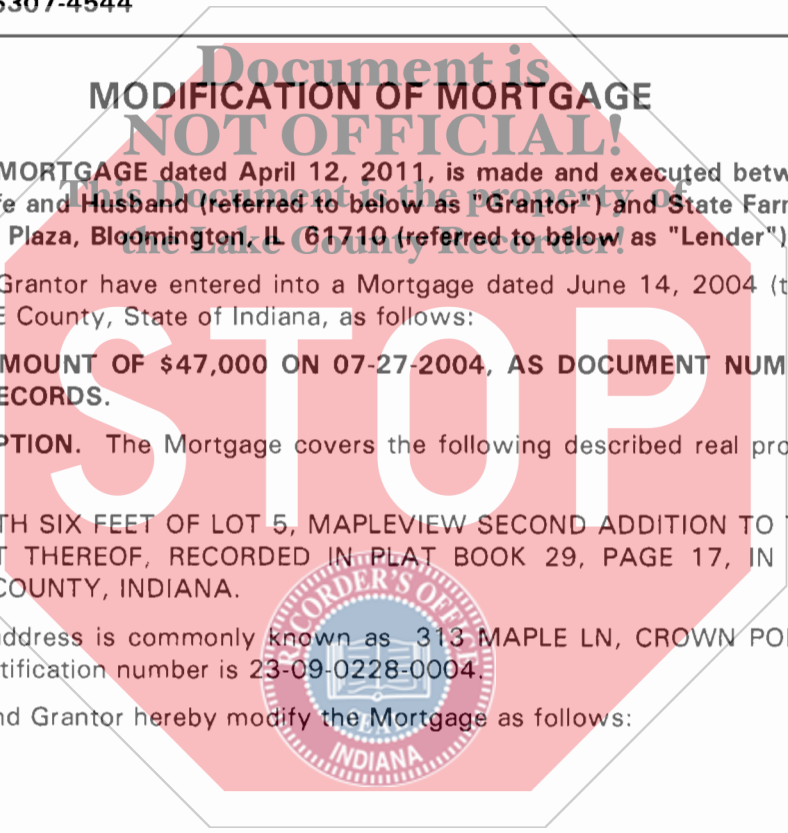 6307-4544
Document is
MODIFICATION OF MORTGAGE
NOT OFFICIAL!
MORTGAGE dated April 12, 2011, is made and executed betw
This Document is the property of
fe and Husband (referred to below as "Grantor") and State Farm
Plaza, Bloomington, IL 61710 (referred to below as "Lender")
the Lake County Recorder!
Grantor have entered into a Mortgage dated June 14, 2004 (t
E County, State of Indiana, as follows:
MOUNT OF $47,000 ON 07-27-2004, AS DOCUMENT NUM
ECORDS.
STOP
PTION. The Mortgage covers the following described real pro
TH SIX FEET OF LOT 5, MAPLEVIEW SECOND ADDITION TO T
T THEREOF, RECORDED IN PLAT BOOK 29, PAGE 17, IN
COUNTY, INDIANA.
RECORDER'S OFFICE
address is commonly known as 313 MAPLE LN, CROWN POI
tification number is 23-09-0228-0004.
nd Grantor hereby modify the Mortgage as follows:
SEAL
INDIANA